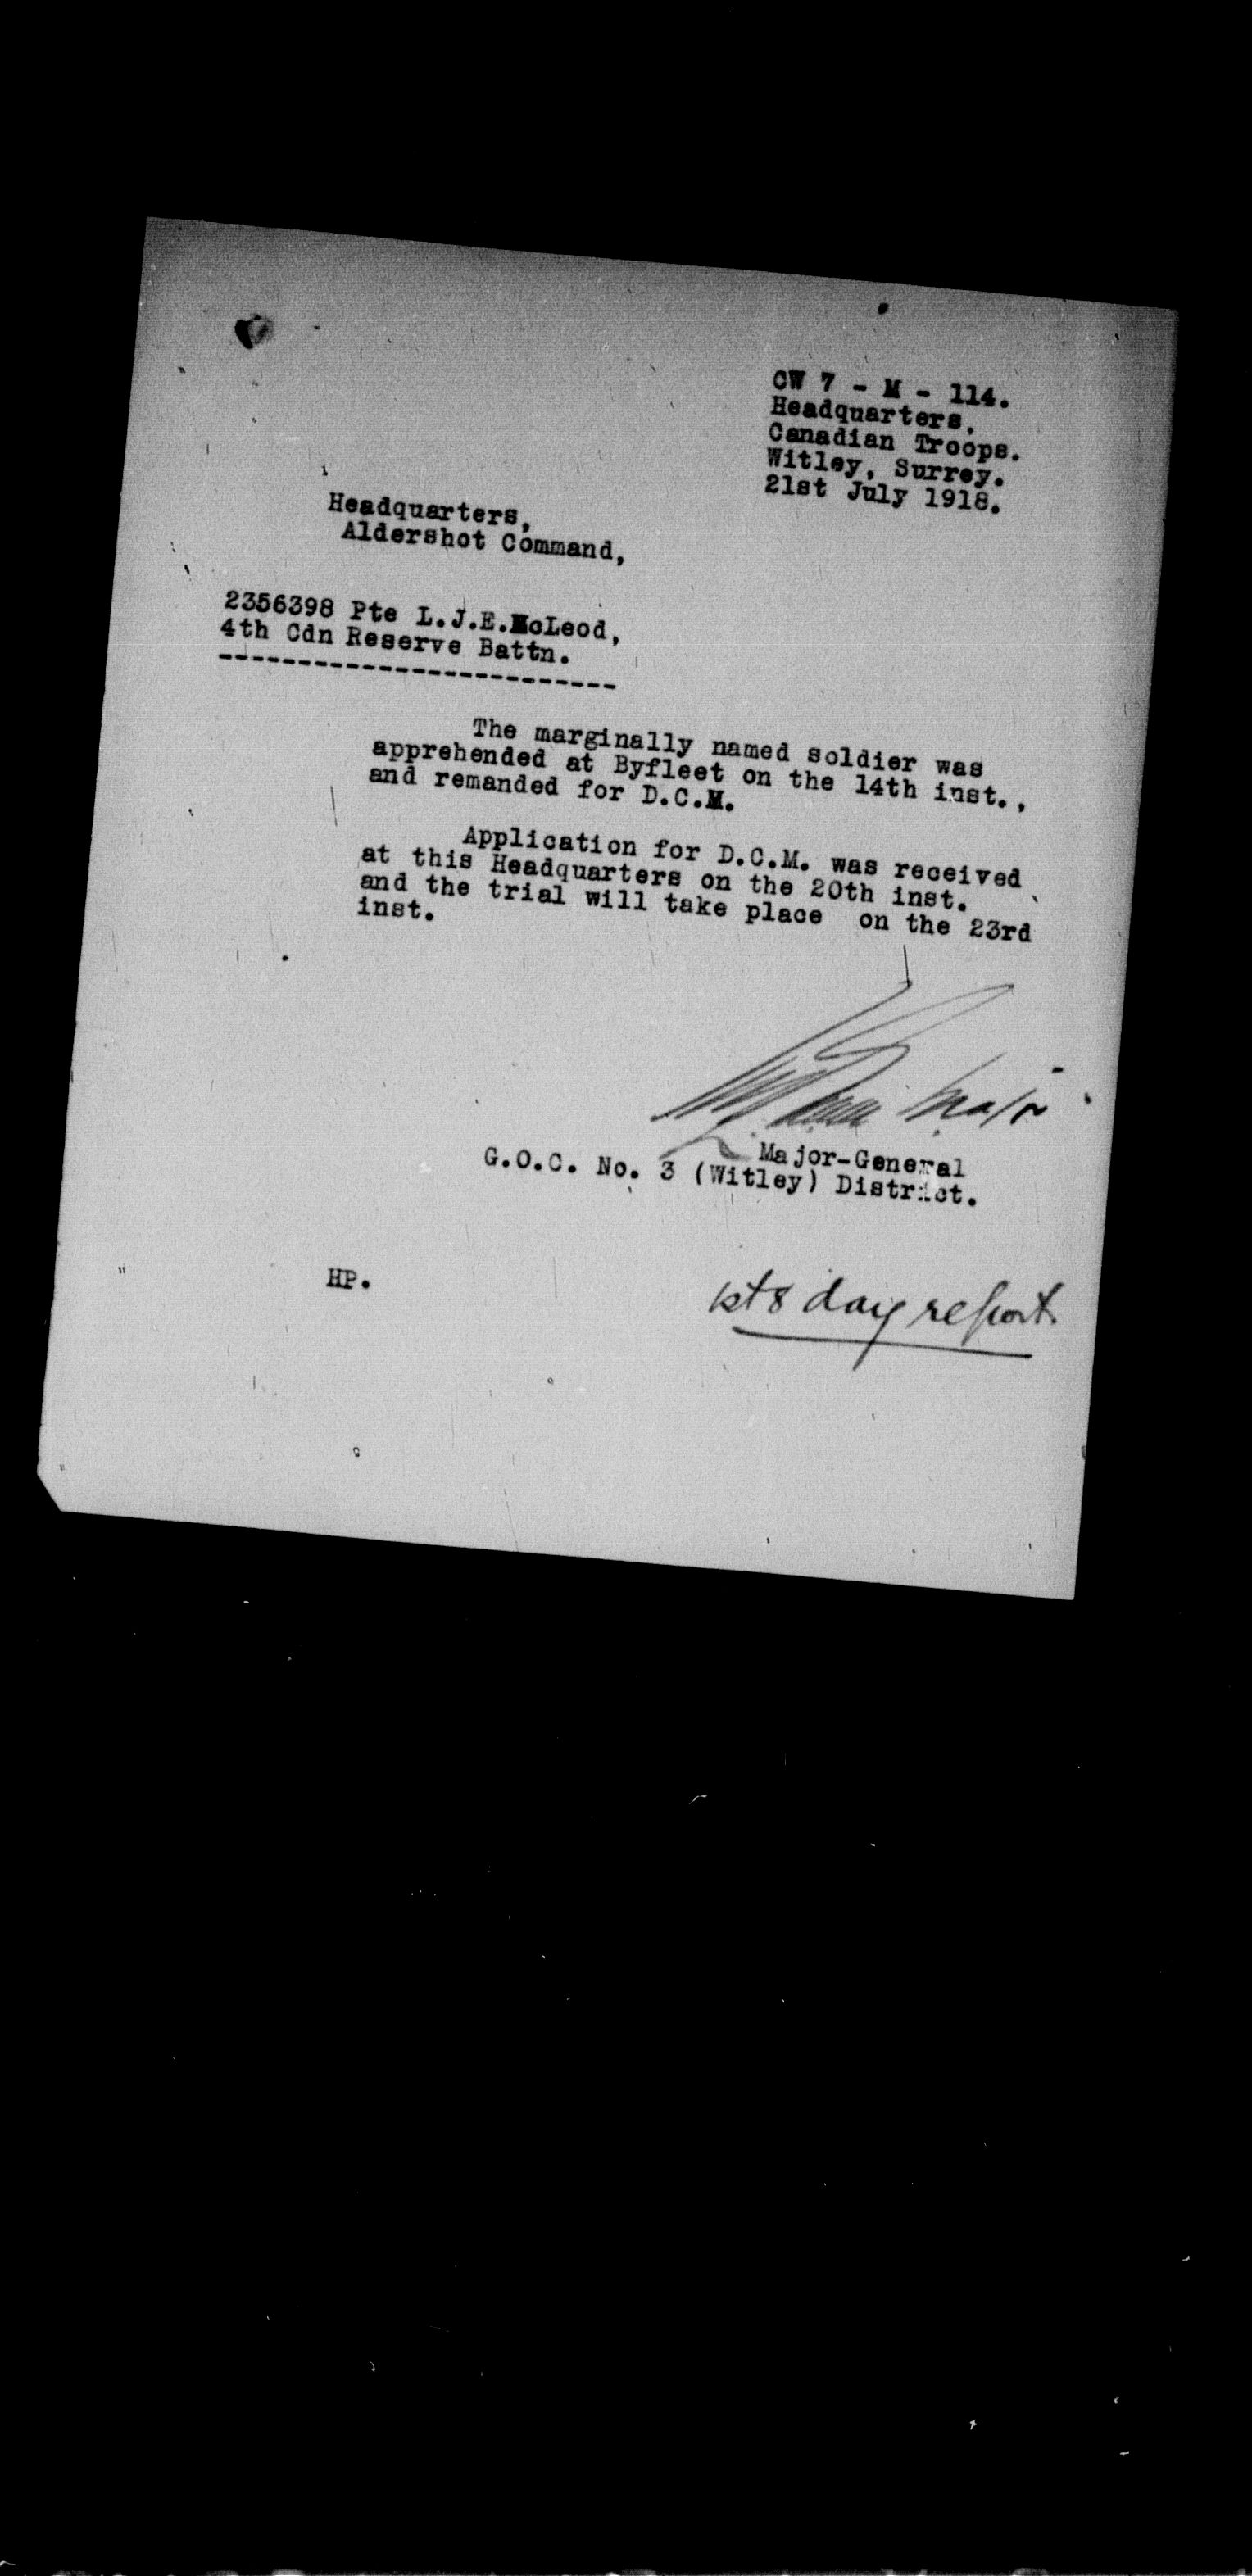 CW 7 - M - 114.
Headquarters,
Canadian Troops.
Witley, Surrey.
21st July 1918.
Headquarters,
Aldershot Command,
2356398 Pte L.J.E.McLeod,
4th Cdn Reserve Battn.
-------------------------
The marginally named soldier was
apprehended at Byfleet on the 14th inst.,
and remanded for D.C.M.
Application for D.C.M. was received
at this Headquarters on the 20th inst.
and the trial will take place on the 23rd
inst.
Major
Major-General
G.O.C. No. 3 (Witley) District.
HP.
1st 8 day report.